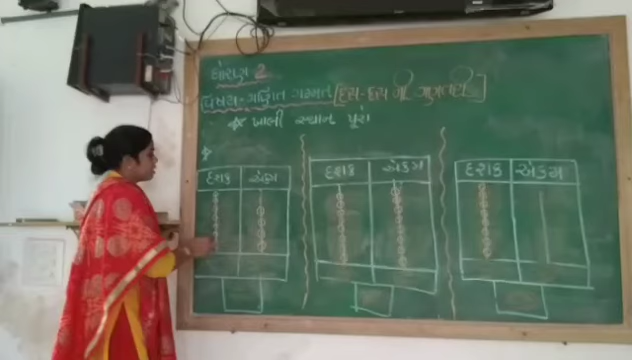 ધોરણ 2
વિષય - ગણિત ગમ્મત [દસ-દસ ની ગણતરી]
☆ ખાલી સ્થાન પૂરો
દશક એકમ
દશક એકમ
દશક એકમ